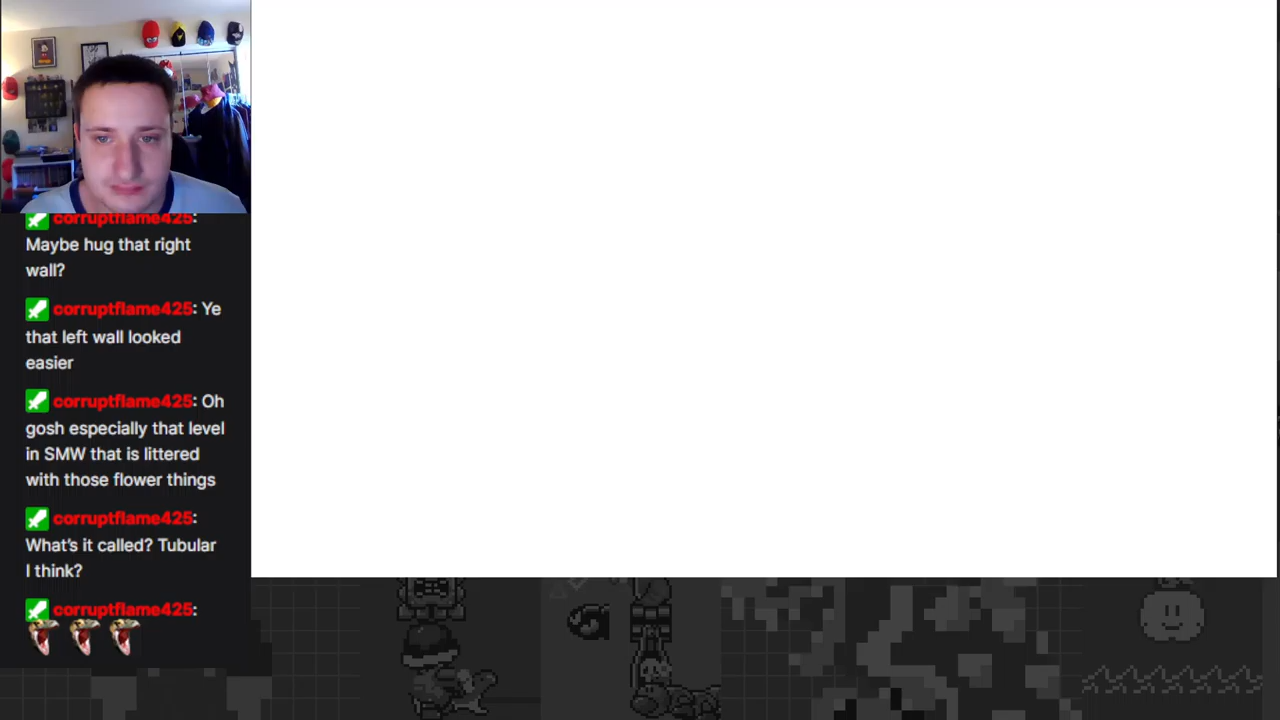 corruptflame425:
Maybe hug that right
wall?
corruptflame425: Ye
that left wall looked
easier
corruptflame425: Oh
gosh especially that level
in SMW that is littered
with those flower things
corruptflame425:
What's it called? Tubular
I think?
corruptflame425: